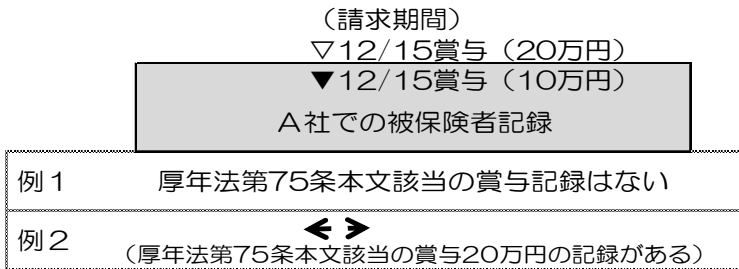 （請求期間）
▽12/15賞与（20万円）
▼12/15賞与（10万円）
A社での被保険者記録
例1 厚年法第75条本文該当の賞与記録はない
例2
（厚年法第75条本文該当の賞与20万円の記録がある）